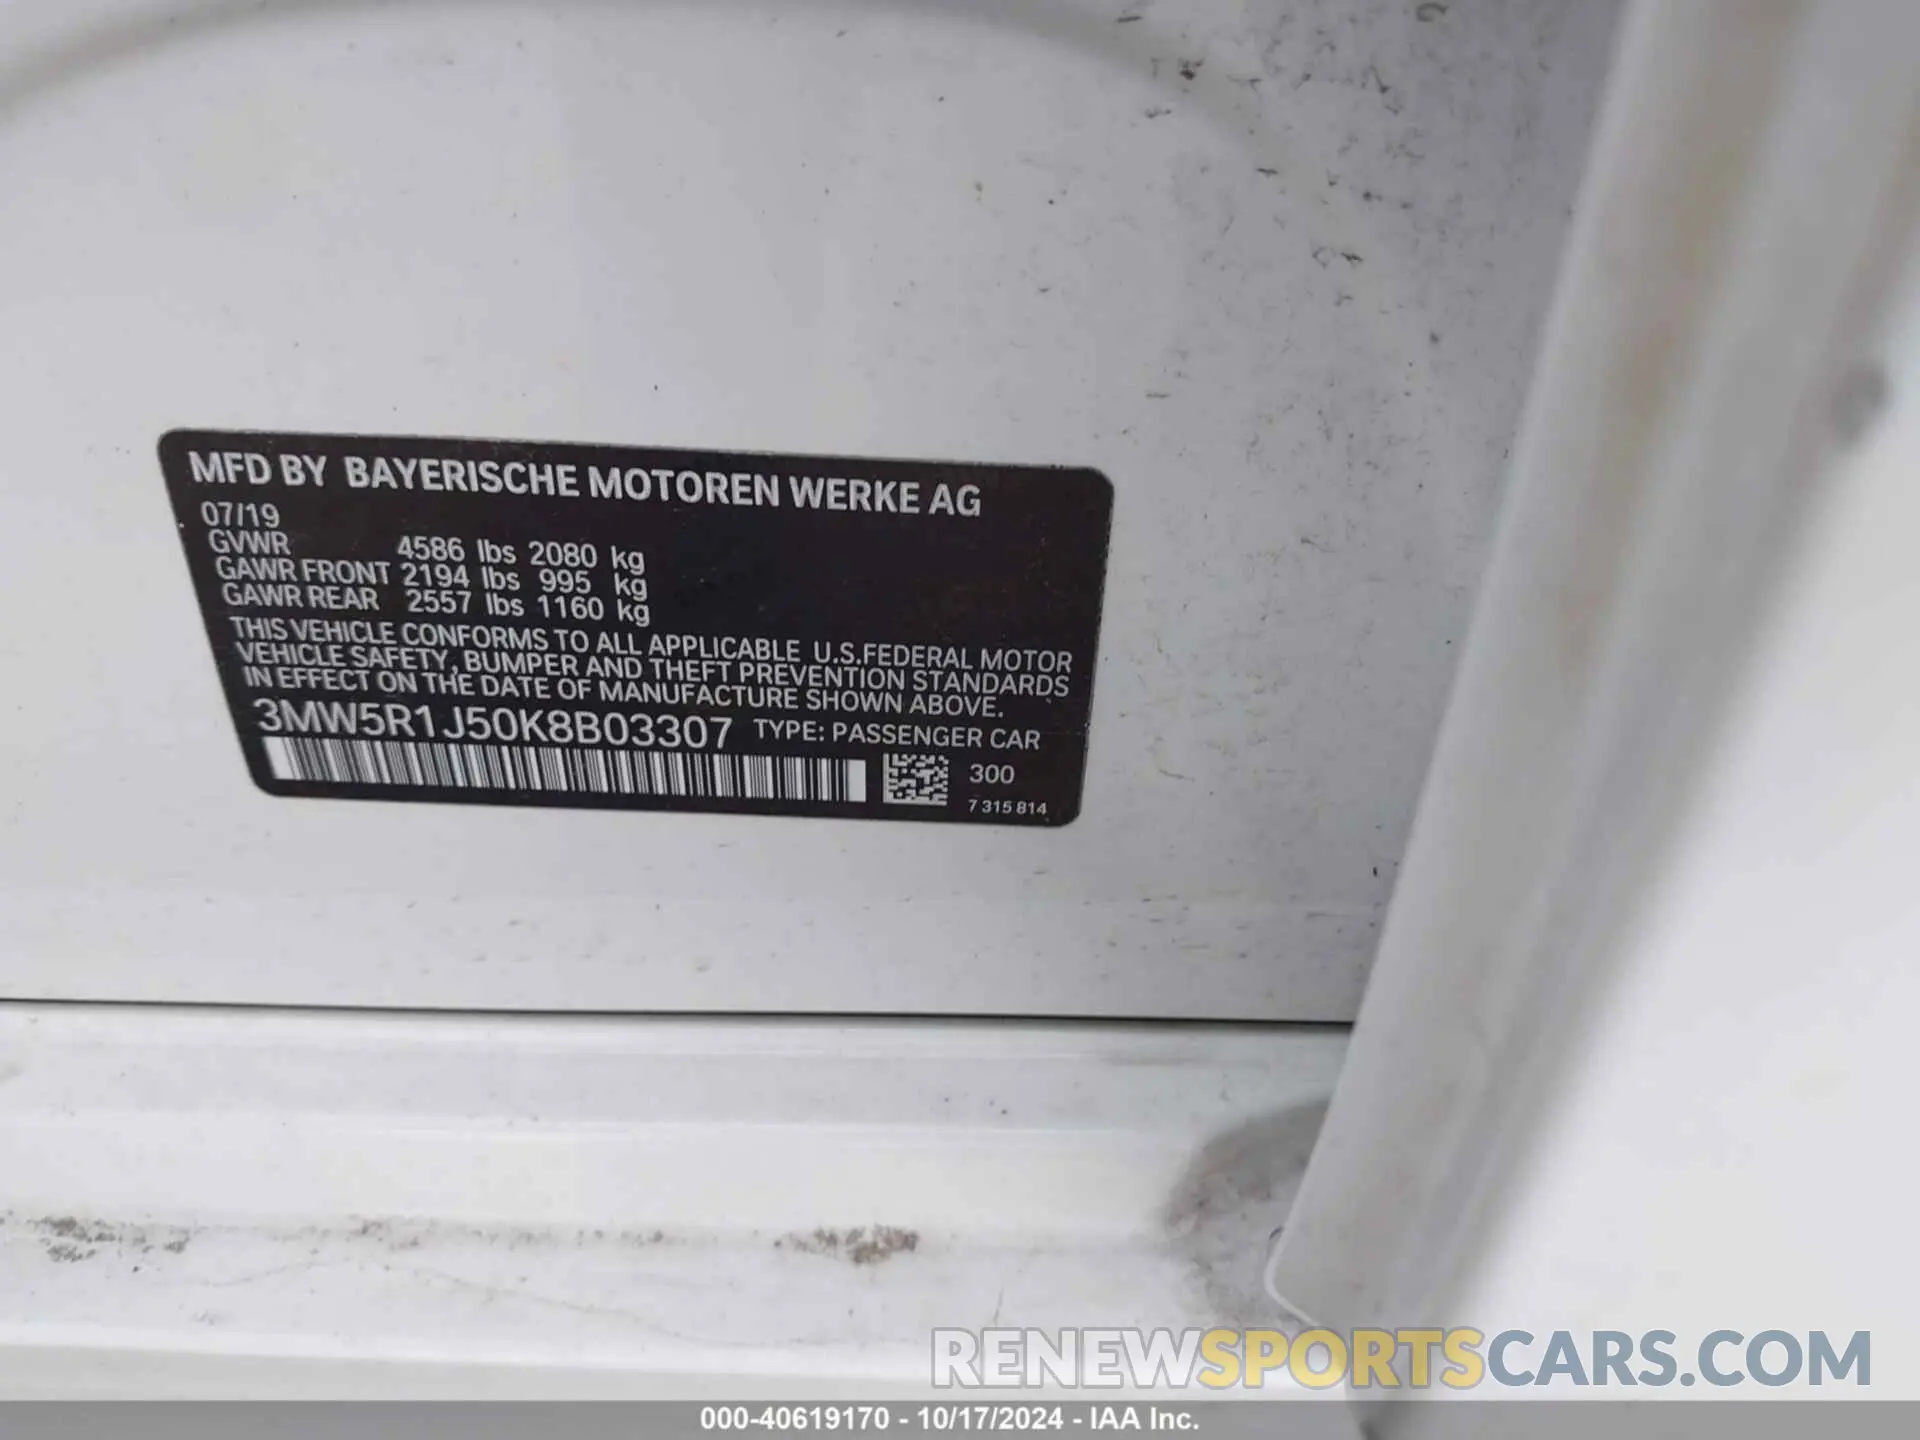 MFD BY BAYERISCHE MOTOREN WERKE AG
07/19
GVWR 4586 lbs 2080 kg
GAWR FRONT 2194 lbs 995 kg
GAWR REAR 2557 lbs 1160 kg
THIS VEHICLE CONFORMS TO ALL APPLICABLE U.S.FEDERAL MOTOR
VEHICLE SAFETY, BUMPER AND THEFT PREVENTION STANDARDS
IN EFFECT ON THE DATE OF MANUFACTURE SHOWN ABOVE.
3MW5R1J50K8B03307 TYPE: PASSENGER CAR
300
7 315 814
RENEWSPORTSCARS.COM
000-40619170 - 10/17/2024 - IAA Inc.